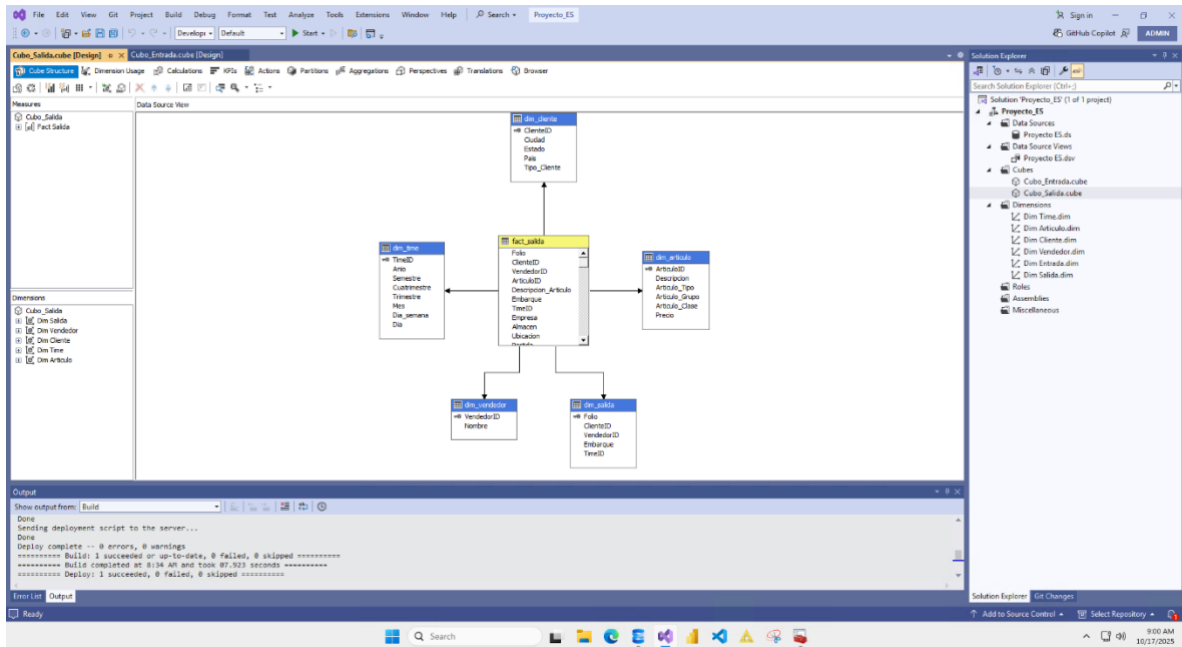 File Edit View Git Project Build Debug Format Test Analyze Tools Extensions Window Help Search Proyecto_ES Sign in
Develop Default Start GitHub Copilot ADMIN
Cubo_Salida.cube [Design] Cubo_Entrada.cube [Design]
Cube Structure Dimension Usage Calculations KPIs Actions Partitions Aggregations Perspectives Translations Browser
Measures
Cubo_Salida
Fact Salida
Dimensions
Cubo_Salida
Dim Salida
Dim Vendedor
Dim Cliente
Dim Time
Dim Articulo
Data Source View
dim_cliente
ClienteID
Ciudad
Estado
Pais
Tipo_Cliente
dim_time
TimeID
Anio
Semestre
Cuatrimestre
Trimestre
Mes
Dia_semana
Dia
fact_salida
Folio
ClienteID
VendedorID
ArticuloID
Descripcion_Articulo
Embarque
TimeID
Empresa
Almacen
Ubicacion
dim_articulo
ArticuloID
Descripcion
Articulo_Tipo
Articulo_Grupo
Articulo_Clase
Precio
dim_vendedor
VendedorID
Nombre
dim_salida
Folio
ClienteID
VendedorID
Embarque
TimeID
Solution Explorer
Search Solution Explorer (Ctrl+;)
Solution 'Proyecto_ES' (1 of 1 project)
Proyecto_ES
Data Sources
Proyecto ES.ds
Data Source Views
Proyecto ES.dsv
Cubes
Cubo_Entrada.cube
Cubo_Salida.cube
Dimensions
Dim Time.dim
Dim Articulo.dim
Dim Cliente.dim
Dim Vendedor.dim
Dim Entrada.dim
Dim Salida.dim
Roles
Assemblies
Miscellaneous
Output
Show output from: Build
Done
Sending deployment script to the server...
Done
Deploy complete -- 0 errors, 0 warnings
========== Build: 1 succeeded or up-to-date, 0 failed, 0 skipped ==========
========== Build completed at 8:34 AM and took 07.923 seconds ==========
========== Deploy: 1 succeeded, 0 failed, 0 skipped ==========
Error List Output
Solution Explorer Git Changes
Ready
Add to Source Control Select Repository
Search
9:00 AM
10/17/2025